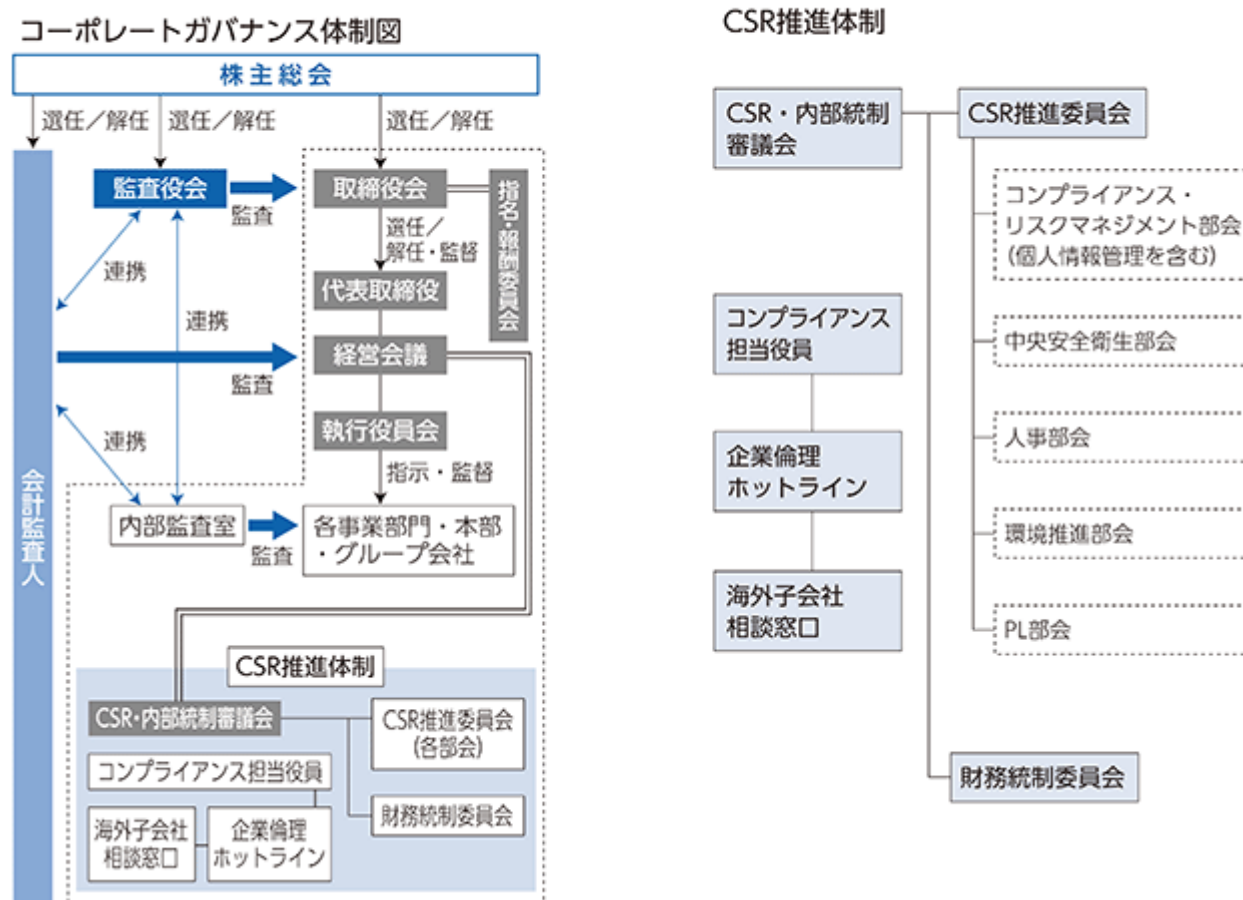 コーポレートガバナンス体制図
株主総会
選任／解任
選任／解任
選任／解任
監査役会
監査
取締役会
指名・報酬委員会
選任／
解任・監督
連携
代表取締役
連携
経営会議
監査
連携
執行役員会
指示・監督
会計監査人
内部監査室
監査
各事業部門・本部
・グループ会社
CSR推進体制
CSR・内部統制審議会
CSR推進委員会
(各部会)
コンプライアンス担当役員
海外子会社
相談窓口
企業倫理
ホットライン
財務統制委員会
CSR推進体制
CSR・内部統制
審議会
CSR推進委員会
コンプライアンス・
リスクマネジメント部会
(個人情報管理を含む)
コンプライアンス
担当役員
中央安全衛生部会
企業倫理
ホットライン
人事部会
環境推進部会
海外子会社
相談窓口
PL部会
財務統制委員会